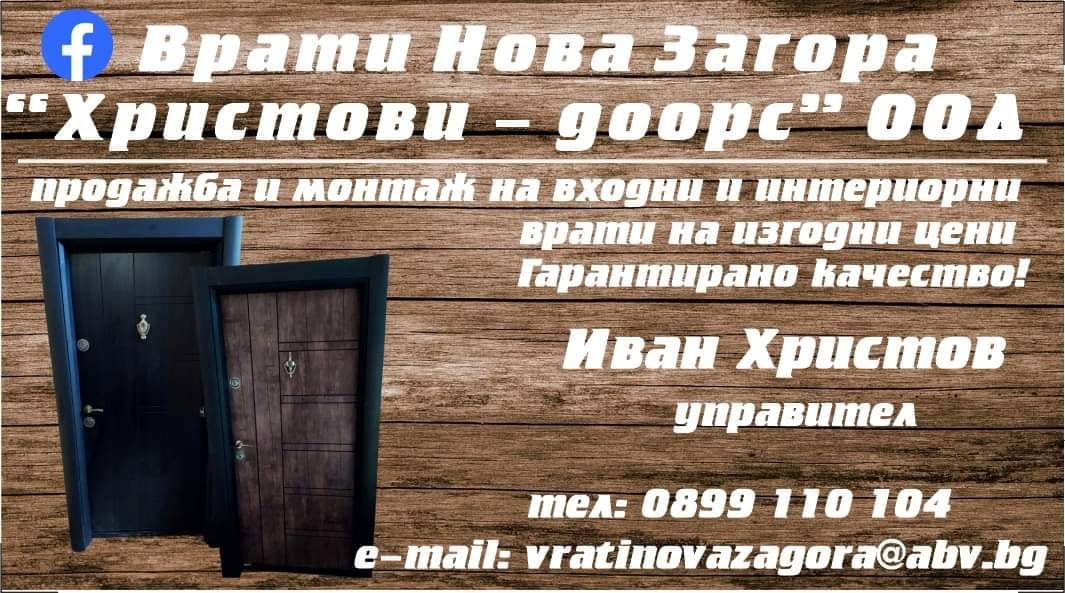 Врати Нова Загора
“Христови – доорс” ООД
продажба и монтаж на входни и интериорни
врати на изгодни цени
Гарантирано качество!
Иван Христов
управител
тел: 0899 110 104
e-mail: vratinovazagora@abv.bg